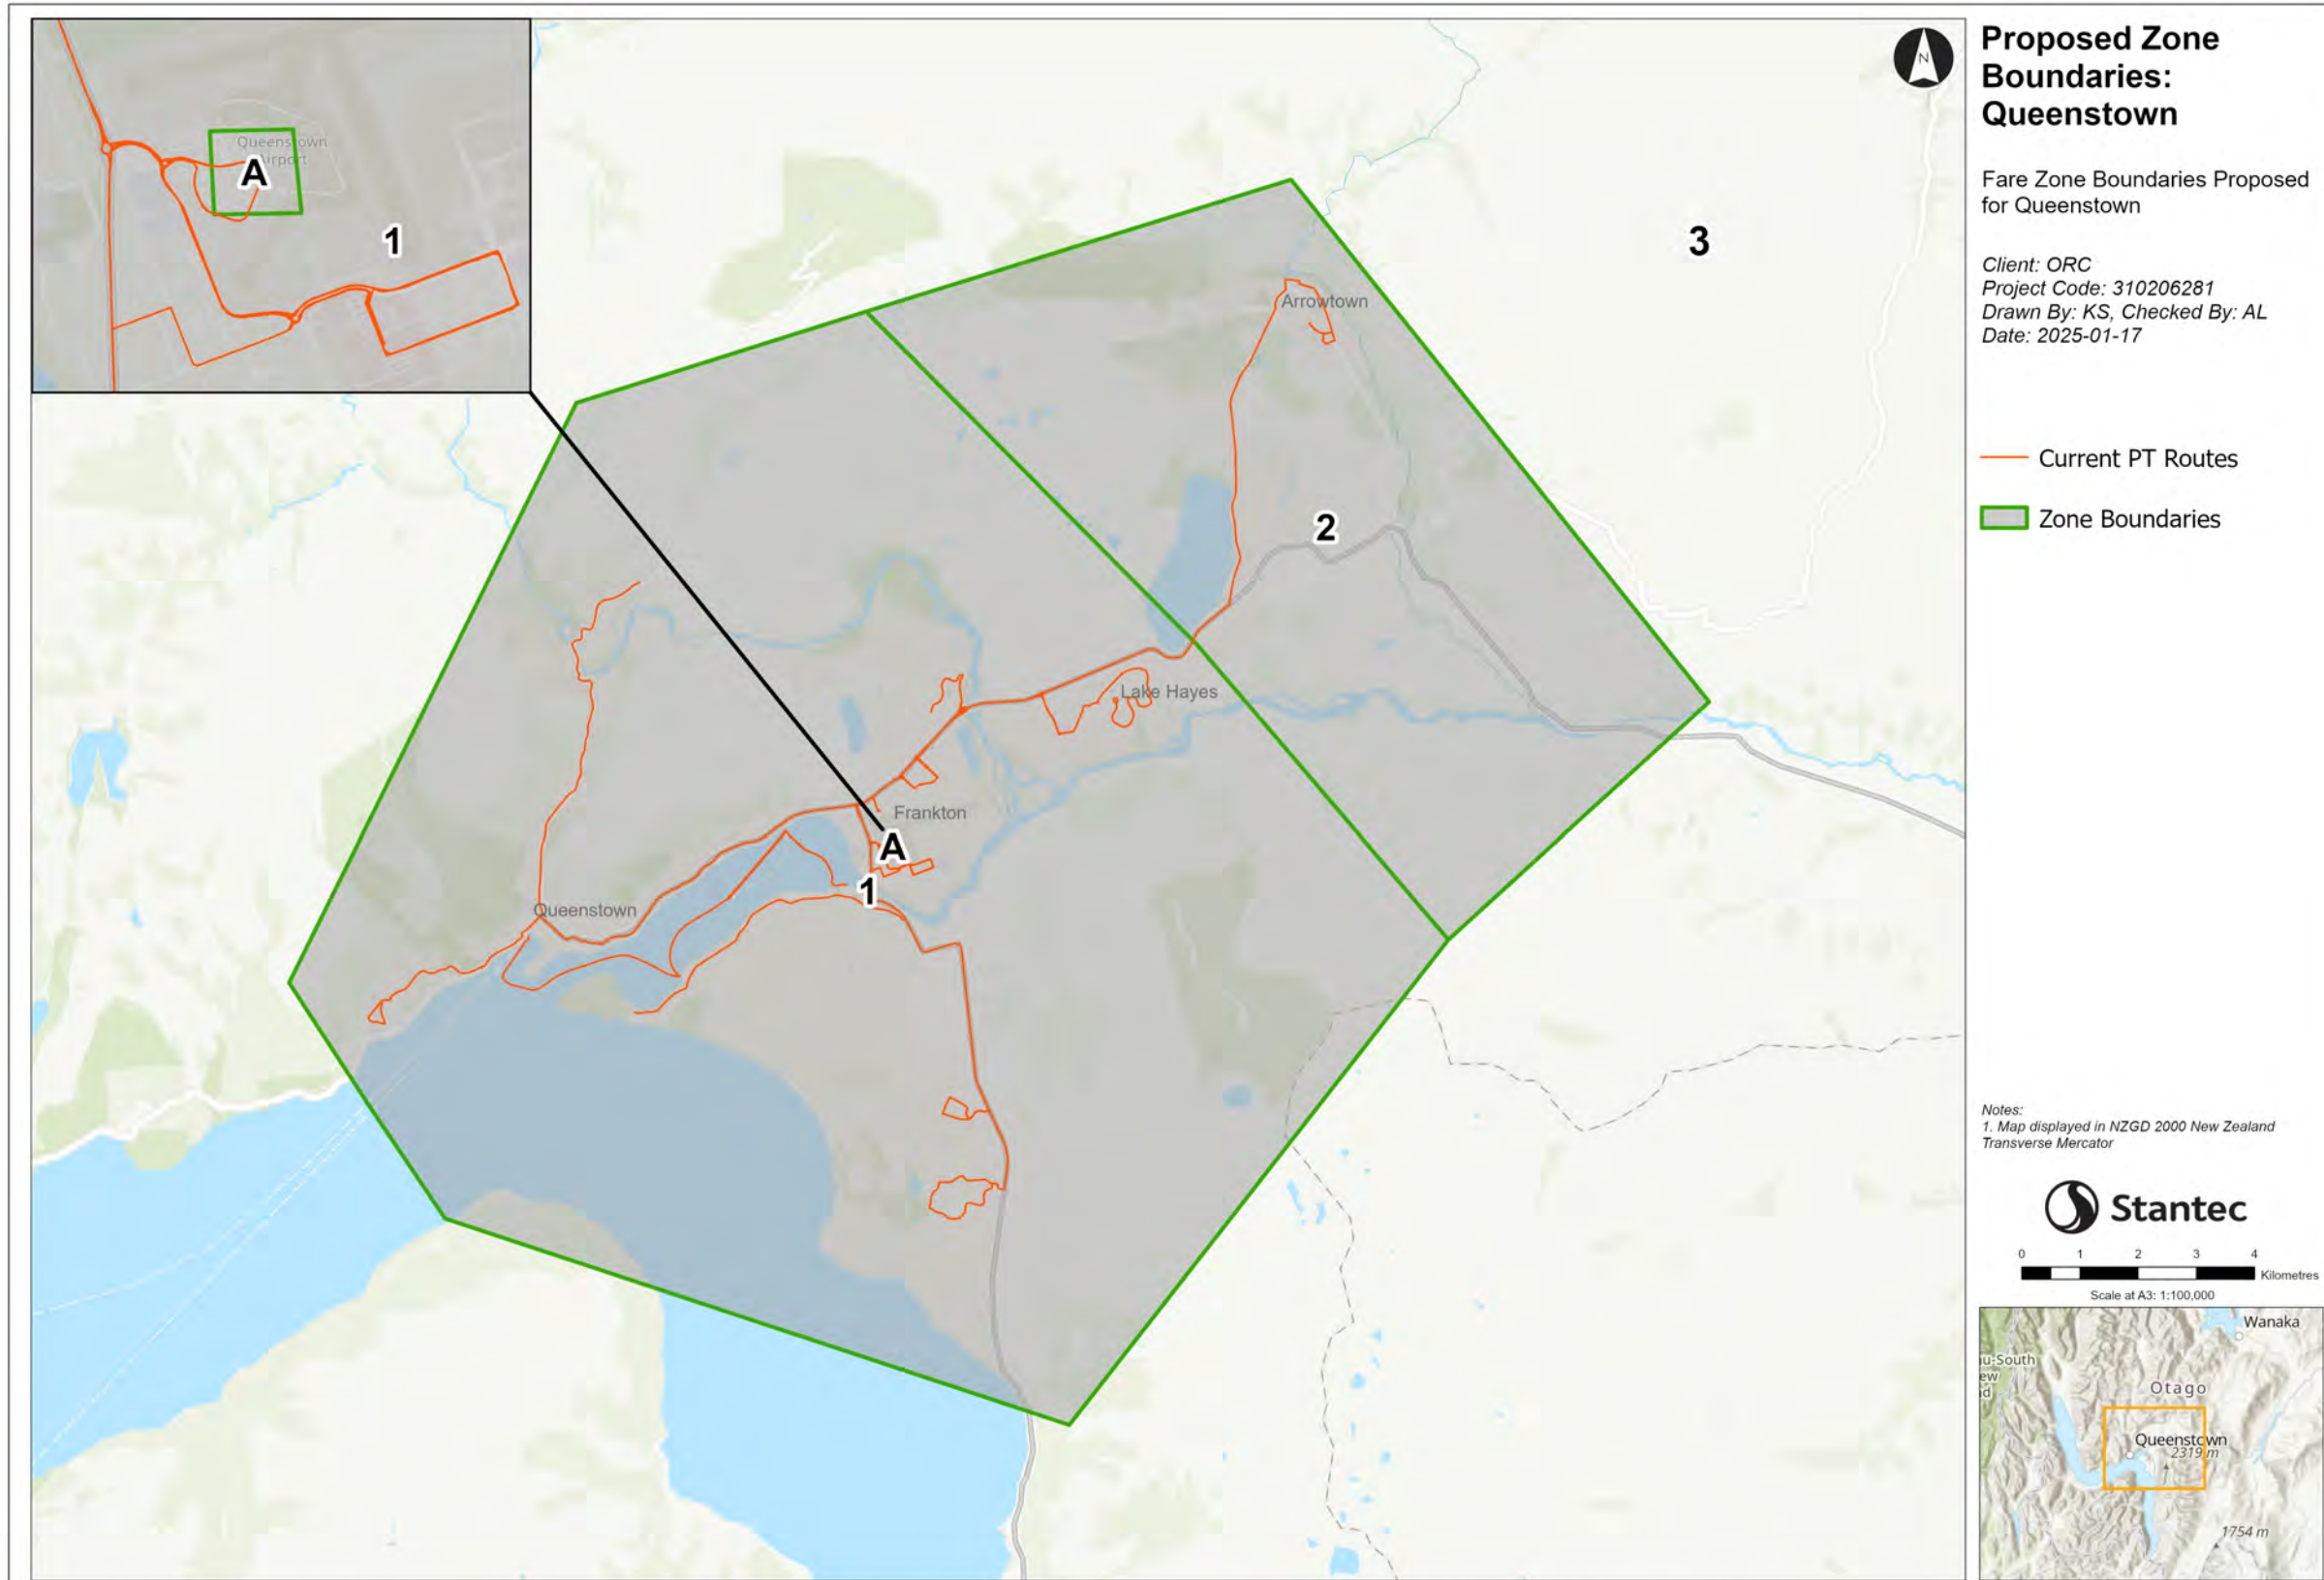 Proposed Zone
Boundaries:
Queenstown
Fare Zone Boundaries Proposed
for Queenstown
Client: ORC
Project Code: 310206281
Drawn By: KS, Checked By: AL
Date: 2025-01-17
Current PT Routes
Zone Boundaries
Notes:
1. Map displayed in NZGD 2000 New Zealand
Transverse Mercator
Stantec
0 1 2 3 4
Kilometres
Scale at A3: 1:100,000
Wanaka
Otago
Queenstown
2319 m
1754 m
N
Queenstown
Airport
A
1
3
Arrowtown
2
Lake Hayes
Frankton
A
1
Queenstown